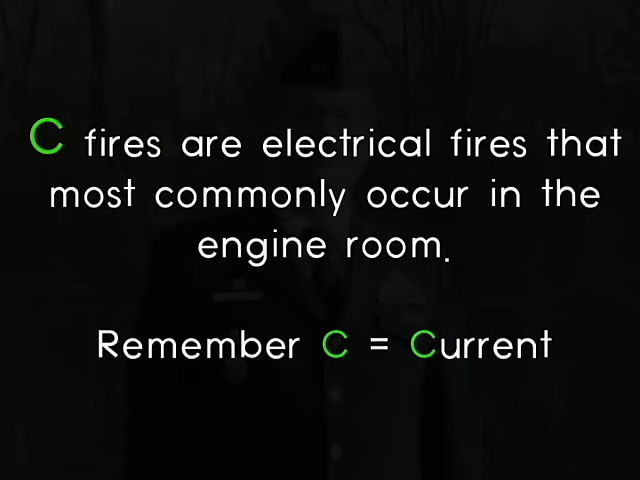 C fires are electrical fires that
most commonly occur in the
engine room.
Remember C = Current